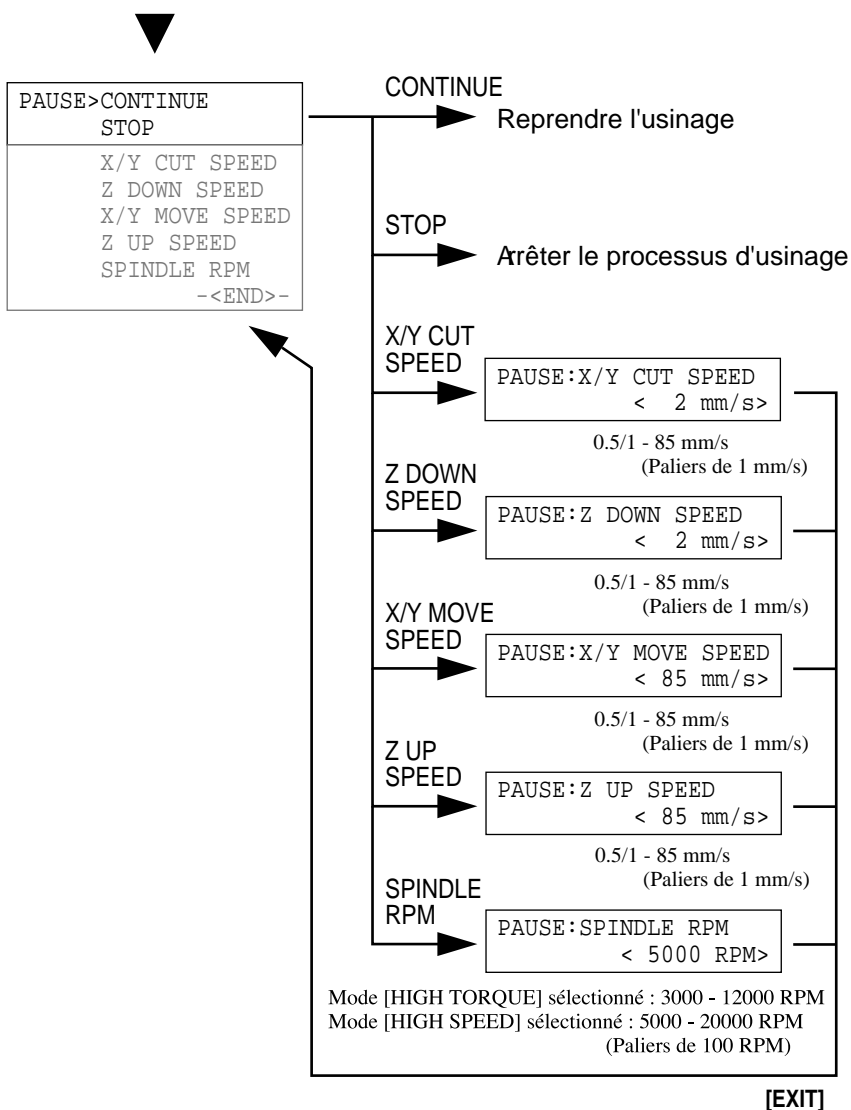 PAUSE>CONTINUE
STOP
X/Y CUT SPEED
Z DOWN SPEED
X/Y MOVE SPEED
Z UP SPEED
SPINDLE RPM
-<END>-
CONTINUE
Reprendre l'usinage
STOP
Arrêter le processus d'usinage
X/Y CUT
SPEED
PAUSE:X/Y CUT SPEED
< 2 mm/s>
0.5/1 - 85 mm/s
(Paliers de 1 mm/s)
Z DOWN
SPEED
PAUSE:Z DOWN SPEED
< 2 mm/s>
0.5/1 - 85 mm/s
(Paliers de 1 mm/s)
X/Y MOVE
SPEED
PAUSE:X/Y MOVE SPEED
< 85 mm/s>
0.5/1 - 85 mm/s
(Paliers de 1 mm/s)
Z UP
SPEED
PAUSE:Z UP SPEED
< 85 mm/s>
0.5/1 - 85 mm/s
(Paliers de 1 mm/s)
SPINDLE
RPM
PAUSE:SPINDLE RPM
< 5000 RPM>
Mode [HIGH TORQUE] sélectionné : 3000 - 12000 RPM
Mode [HIGH SPEED] sélectionné : 5000 - 20000 RPM
(Paliers de 100 RPM)
[EXIT]